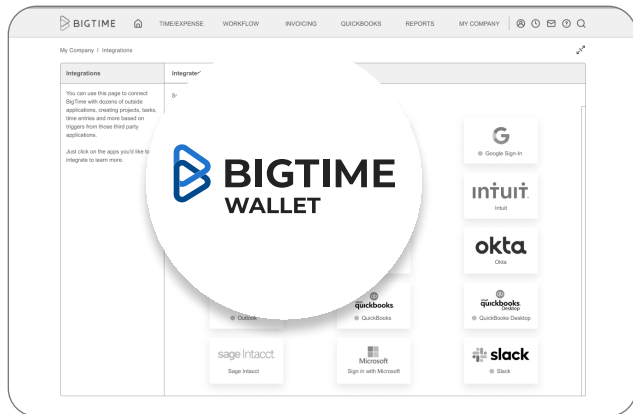 BIGTIME
TIME/EXPENSE
WORKFLOW
INVOICING
QUICKBOOKS
REPORTS
MY COMPANY
My Company | Integrations
Integrations
You can use this page to connect
BigTime with dozens of outside
applications, creating projects, tasks,
time entries and more based on
triggers from those third party
applications.
Just click on the apps you'd like to
integrate to learn more.
BIGTIME
WALLET
Google Sign-In
intuit
Intuit
okta
Okta
Outlook
quickbooks.
QuickBooks
quickbooks.
Desktop
QuickBooks Desktop
sage Intacct
Sage Intacct
Microsoft
Sign in with Microsoft
slack
Slack